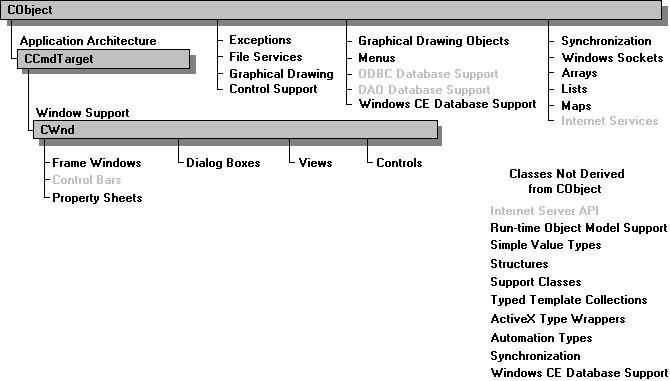 CObject
Application Architecture
CCmdTarget
Exceptions
File Services
Graphical Drawing
Control Support
Graphical Drawing Objects
Menus
ODBC Database Support
DAO Database Support
Windows CE Database Support
Synchronization
Windows Sockets
Arrays
Lists
Maps
Internet Services
Window Support
CWnd
Frame Windows
Control Bars
Property Sheets
Dialog Boxes
Views
Controls
Classes Not Derived
from CObject
Internet Server API
Run-time Object Model Support
Simple Value Types
Structures
Support Classes
Typed Template Collections
ActiveX Type Wrappers
Automation Types
Synchronization
Windows CE Database Support